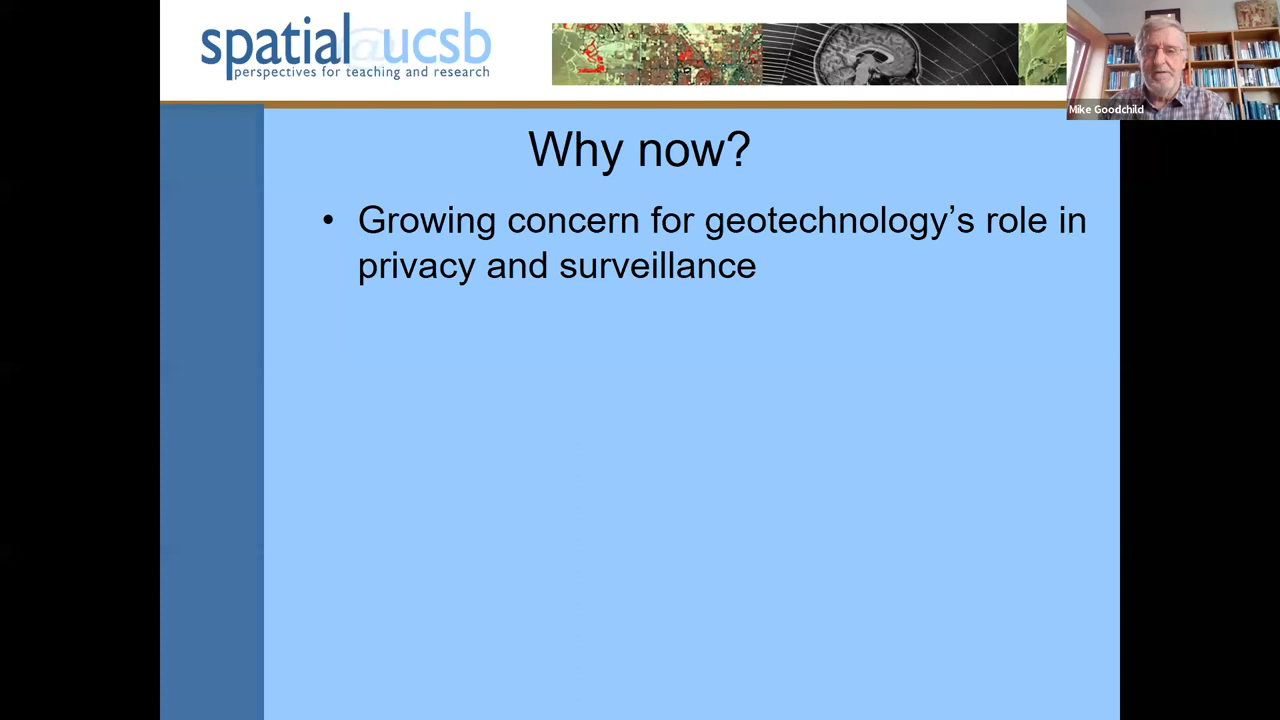 spatial@ucsb
perspectives for teaching and research
Mike Goodchild
Why now?
• Growing concern for geotechnology’s role in
privacy and surveillance